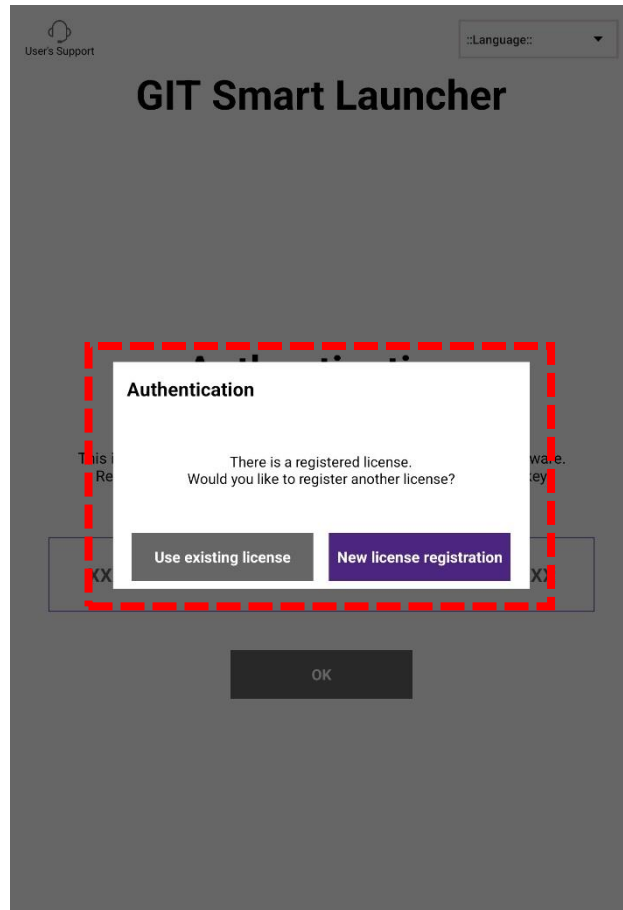 User's Support
::Language::
GIT Smart Launcher
Authentication
There is a registered license.
Would you like to register another license?
Use existing license
New license registration
OK